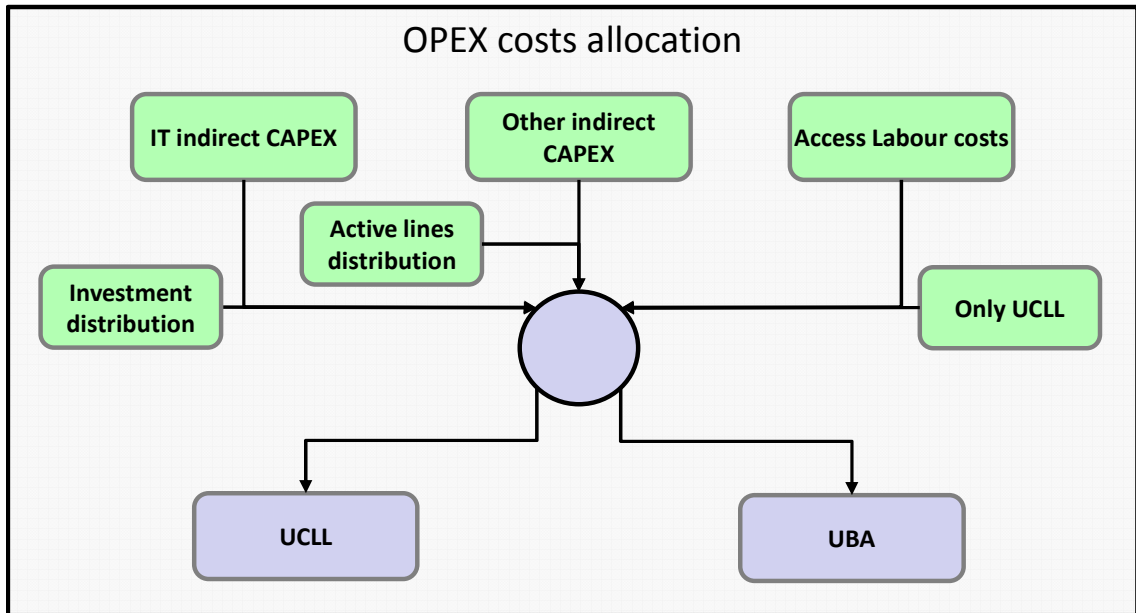 OPEX costs allocation
IT indirect CAPEX
Other indirect
CAPEX
Access Labour costs
Active lines
distribution
Investment
distribution
Only UCLL
UCLL
UBA